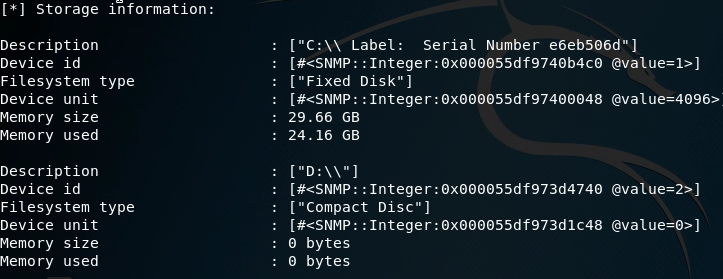 [*] Storage information:
Description : ["C:\\ Label:  Serial Number e6eb506d"]
Device id : [#<SNMP::Integer:0x000055df9740b4c0 @value=1>]
Filesystem type : ["Fixed Disk"]
Device unit : [#<SNMP::Integer:0x000055df97400048 @value=4096>]
Memory size : 29.66 GB
Memory used : 24.16 GB
Description : ["D:\\"]
Device id : [#<SNMP::Integer:0x000055df973d4740 @value=2>]
Filesystem type : ["Compact Disc"]
Device unit : [#<SNMP::Integer:0x000055df973d1c48 @value=0>]
Memory size : 0 bytes
Memory used : 0 bytes